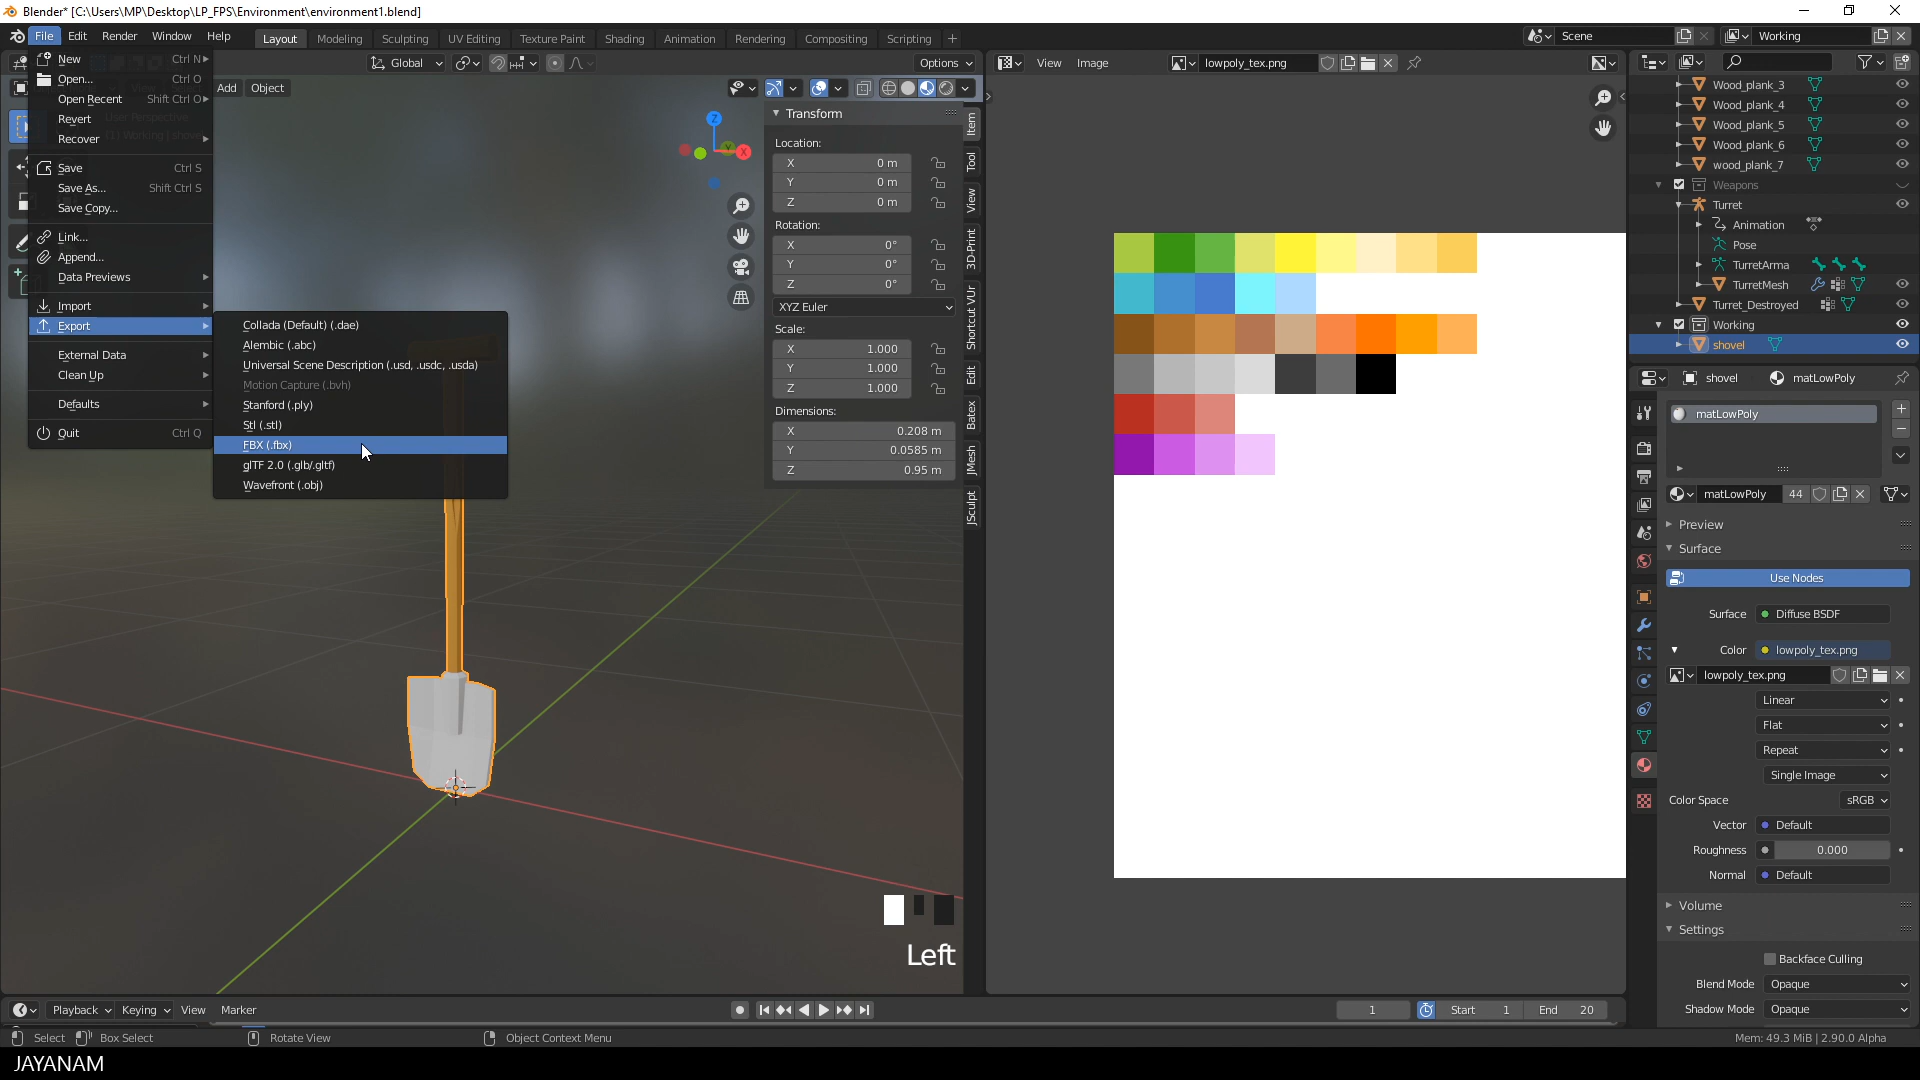 Blender* [C:\Users\MP\Desktop\LP_FPS\Environment\environment1.blend]
File Edit Render Window Help
Layout Modeling Sculpting UV Editing Texture Paint Shading Animation Rendering Compositing Scripting +
Scene
Working
New Ctrl N
Open... Ctrl O
Open Recent Shift Ctrl O
Revert
Recover
Save Ctrl S
Save As... Shift Ctrl S
Save Copy...
Link...
Append...
Data Previews
Import
Export
External Data
Clean Up
Defaults
Quit Ctrl Q
Collada (Default) (.dae)
Alembic (.abc)
Universal Scene Description (.usd, .usdc, .usda)
Motion Capture (.bvh)
Stanford (.ply)
Stl (.stl)
FBX (.fbx)
glTF 2.0 (.glb/.gltf)
Wavefront (.obj)
Global
Options
Add Object
User Perspective
Z
Y
X
Transform
Location:
X 0 m
Y 0 m
Z 0 m
Rotation:
X 0°
Y 0°
Z 0°
XYZ Euler
Scale:
X 1.000
Y 1.000
Z 1.000
Dimensions:
X 0.208 m
Y 0.0585 m
Z 0.95 m
Item
Tool
View
3D-Print
Shortcut VUr
Edit
Batex
JMesh
JSculpt
Left
View Image
lowpoly_tex.png
Wood_plank_3
Wood_plank_4
Wood_plank_5
Wood_plank_6
wood_plank_7
Weapons
Turret
Animation
Pose
TurretArma
TurretMesh
Turret_Destroyed
Working
shovel
shovel matLowPoly
matLowPoly
matLowPoly 44
Preview
Surface
Use Nodes
Surface Diffuse BSDF
Color lowpoly_tex.png
lowpoly_tex.png
Linear
Flat
Repeat
Single Image
Color Space sRGB
Vector Default
Roughness 0.000
Normal Default
Volume
Settings
Backface Culling
Blend Mode Opaque
Shadow Mode Opaque
Playback Keying View Marker
1 Start 1 End 20
Select Box Select Rotate View Object Context Menu
Mem: 49.3 MiB | 2.90.0 Alpha
JAYANAM